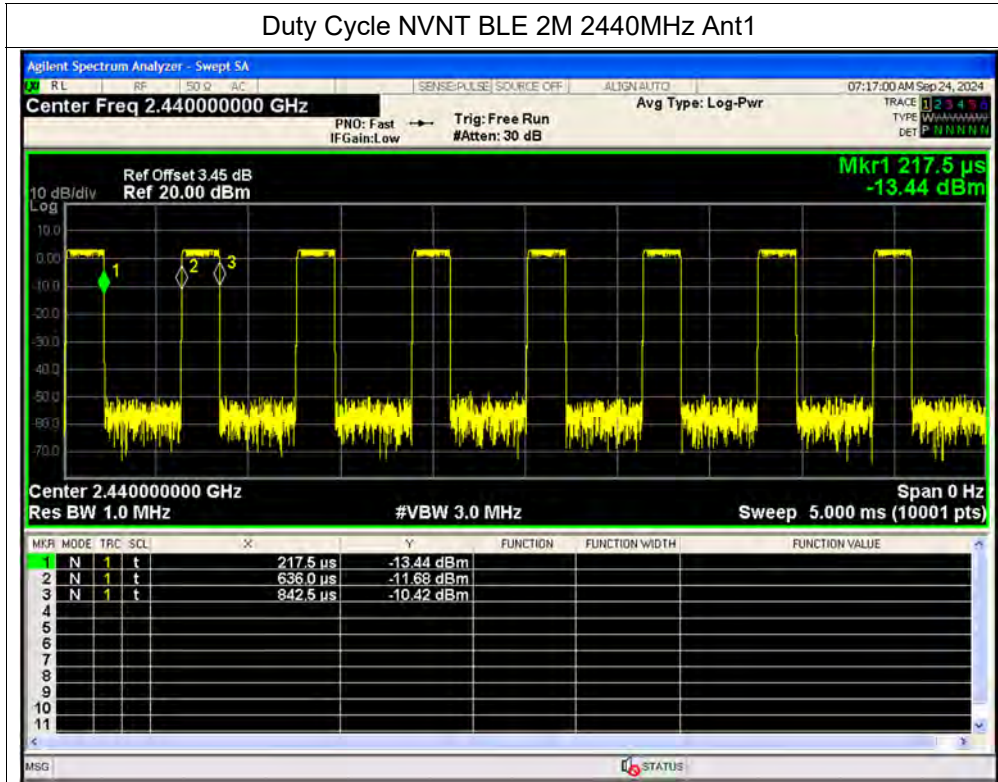 Duty Cycle NVNT BLE 2M 2440MHz Ant1
Agilent Spectrum Analyzer - Swept SA
RL RF 50 Ω AC SENSE:PULSE SOURCE OFF ALIGN AUTO 07:17:00 AM Sep 24, 2024
Center Freq 2.440000000 GHz Avg Type: Log-Pwr TRACE 1 2 3 4 5 6
PNO: Fast Trig: Free Run TYPE
IFGain:Low #Atten: 30 dB DET P N N N N N
Mkr1 217.5 µs
Ref Offset 3.45 dB
10 dB/div Ref 20.00 dBm -13.44 dBm
Log
10.0
0.00
-10.0
-20.0
-30.0
-40.0
-50.0
-60.0
-70.0
1 2 3
Center 2.440000000 GHz Span 0 Hz
Res BW 1.0 MHz #VBW 3.0 MHz Sweep 5.000 ms (10001 pts)
MKR MODE TRC SCL X Y FUNCTION FUNCTION WIDTH FUNCTION VALUE
1 N 1 t 217.5 µs -13.44 dBm
2 N 1 t 636.0 µs -11.68 dBm
3 N 1 t 842.5 µs -10.42 dBm
4
5
6
7
8
9
10
11
MSG STATUS